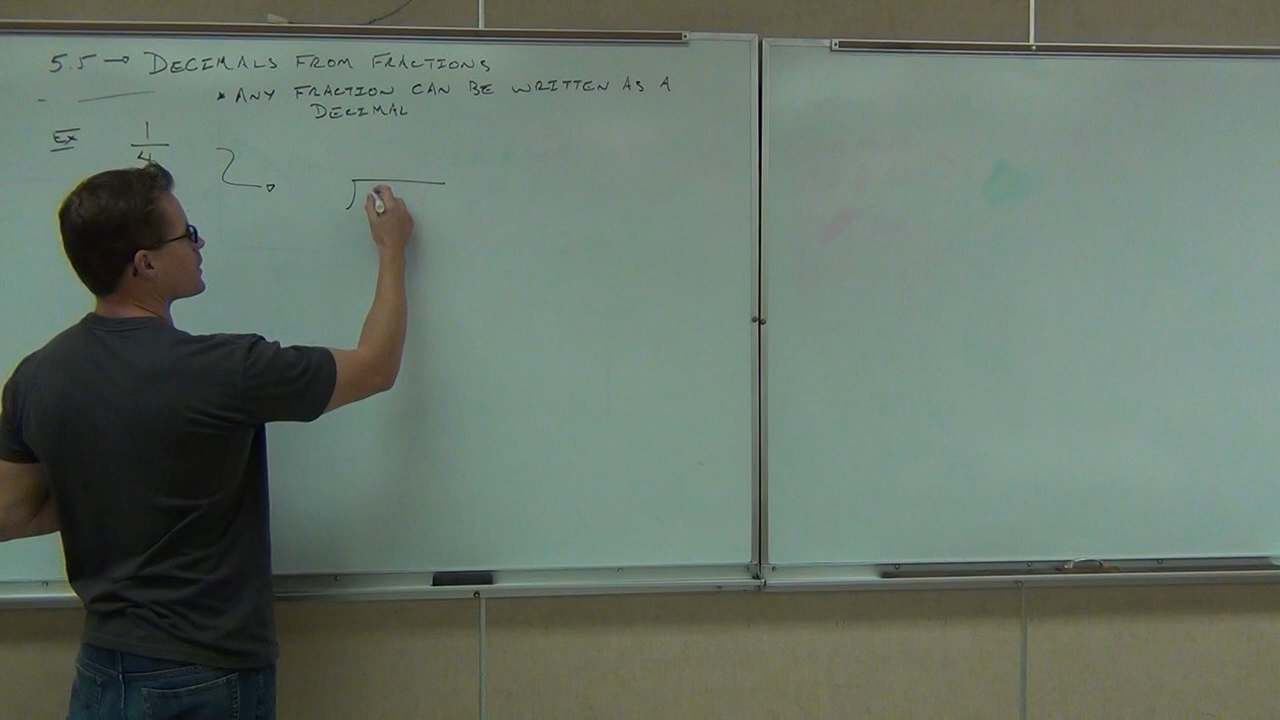 5.5 → DECIMALS FROM FRACTIONS
* ANY FRACTION CAN BE WRITTEN AS A
DECIMAL
Ex 1/4